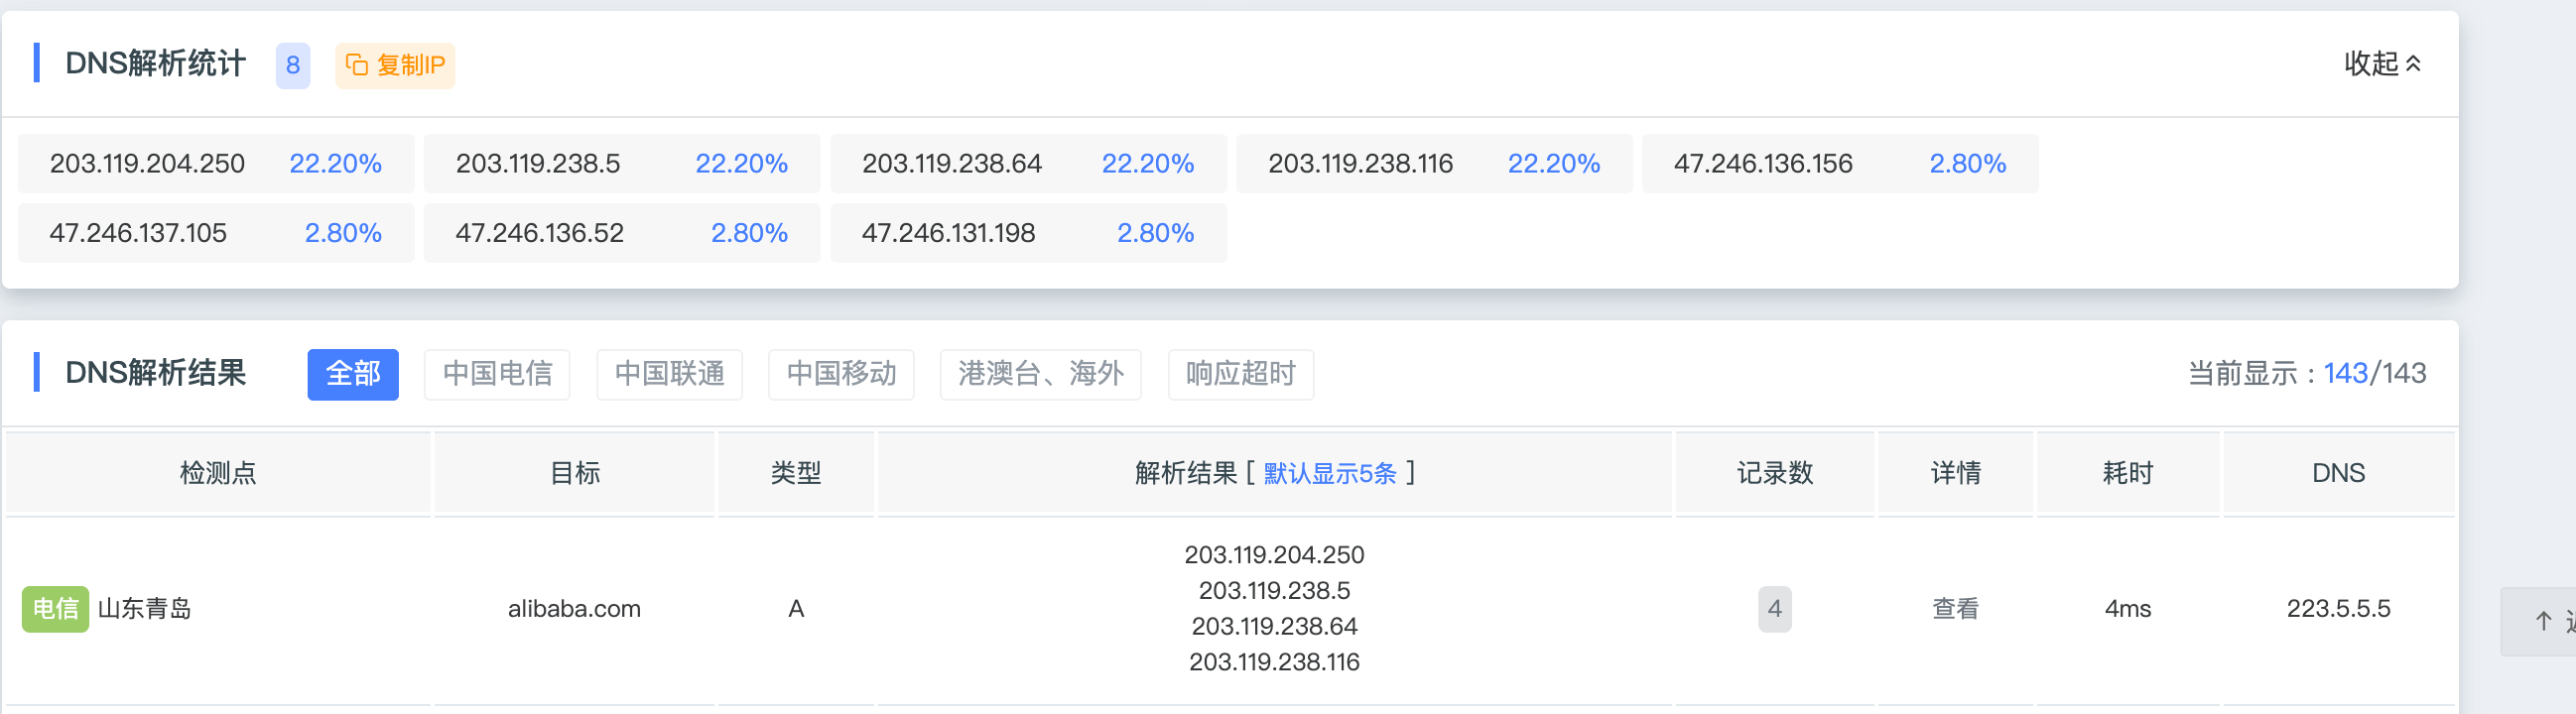 DNS解析统计 8 复制IP 收起
203.119.204.250 22.20% 203.119.238.5 22.20% 203.119.238.64 22.20% 203.119.238.116 22.20% 47.246.136.156 2.80%
47.246.137.105 2.80% 47.246.136.52 2.80% 47.246.131.198 2.80%
DNS解析结果 全部 中国电信 中国联通 中国移动 港澳台、海外 响应超时 当前显示：143/143
检测点 目标 类型 解析结果 [ 默认显示5条 ] 记录数 详情 耗时 DNS
203.119.204.250
203.119.238.5
电信 山东青岛 alibaba.com A 4 查看 4ms 223.5.5.5
203.119.238.64
203.119.238.116